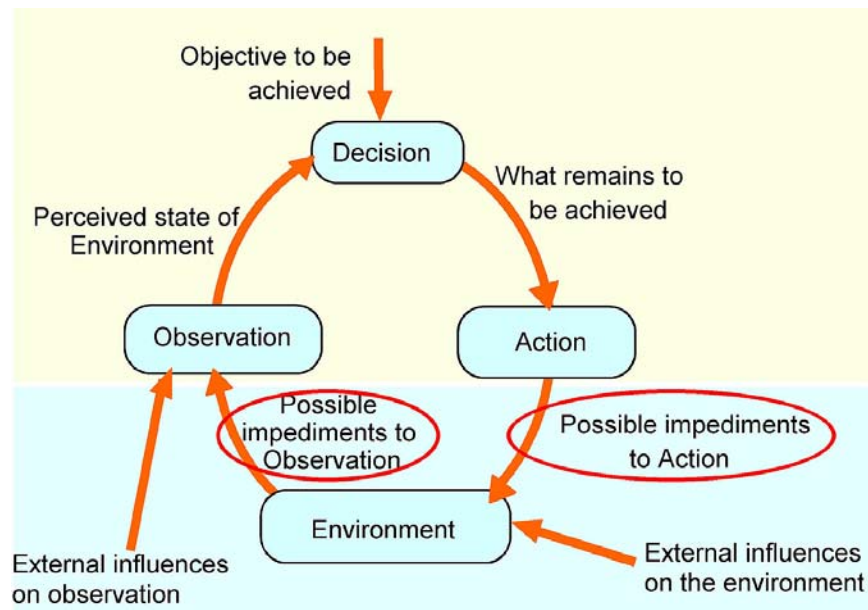 Objective to be
achieved
Decision
What remains to
be achieved
Perceived state of
Environment
Observation
Action
Possible
impediments to
Observation
Possible impediments
to Action
Environment
External influences
on observation
External influences
on the environment